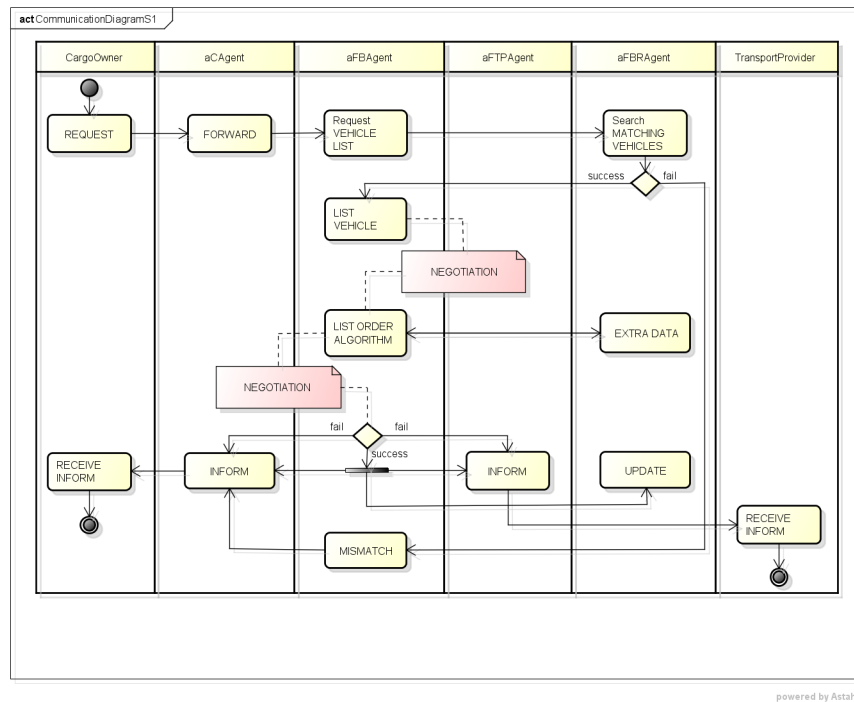 act CommunicationDiagramS1
CargoOwner
aCAgent
aFBAgent
aFTPAgent
aFBRAgent
TransportProvider
REQUEST
FORWARD
Request
VEHICLE
LIST
Search
MATCHING
VEHICLES
success
fail
LIST
VEHICLE
NEGOTIATION
LIST ORDER
ALGORITHM
EXTRA DATA
NEGOTIATION
fail
fail
success
RECEIVE
INFORM
INFORM
INFORM
UPDATE
RECEIVE
INFORM
MISMATCH
powered by Astah